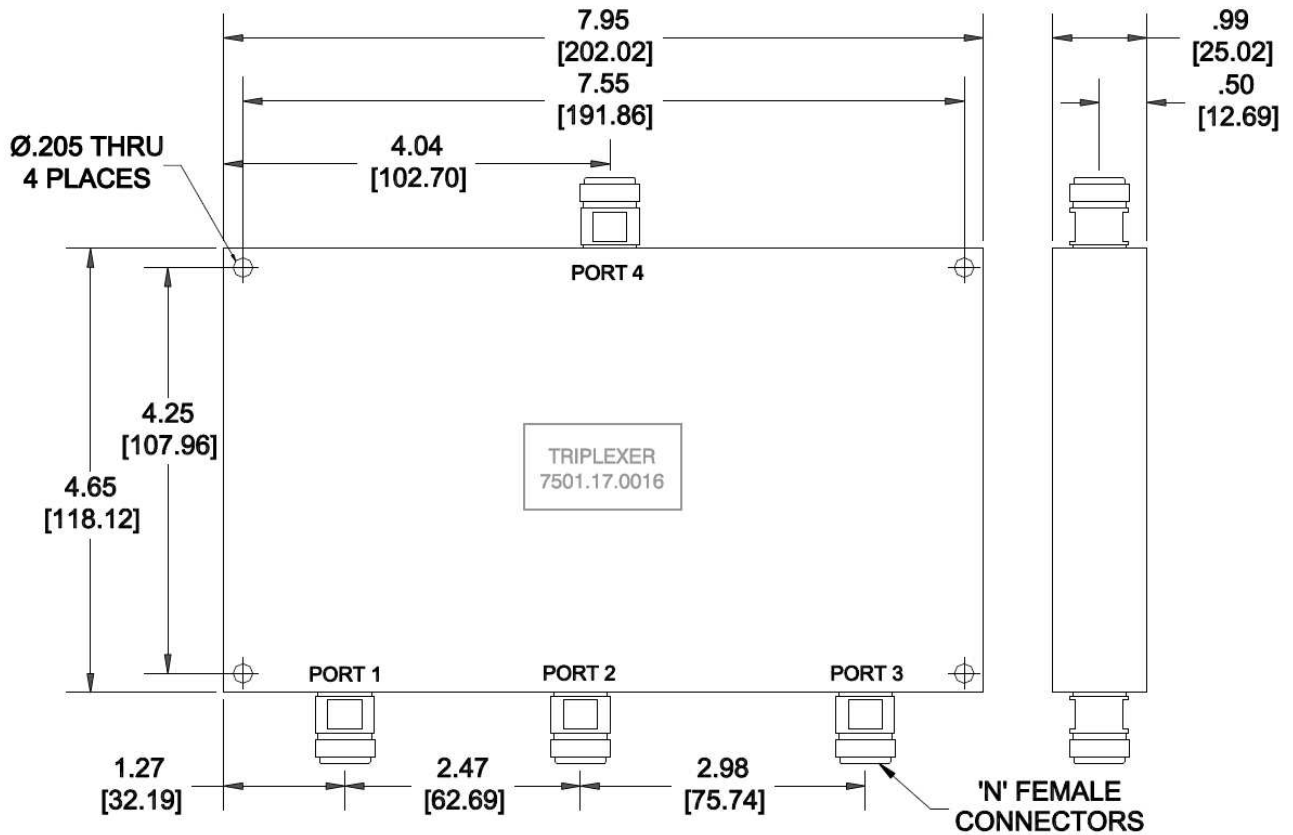 7.95
[202.02]
.99
[25.02]
7.55
[191.86]
.50
[12.69]
Ø.205 THRU
4 PLACES
4.04
[102.70]
PORT 4
4.25
[107.96]
4.65
[118.12]
TRIPLEXER
7501.17.0016
PORT 1
PORT 2
PORT 3
1.27
[32.19]
2.47
[62.69]
2.98
[75.74]
'N' FEMALE
CONNECTORS